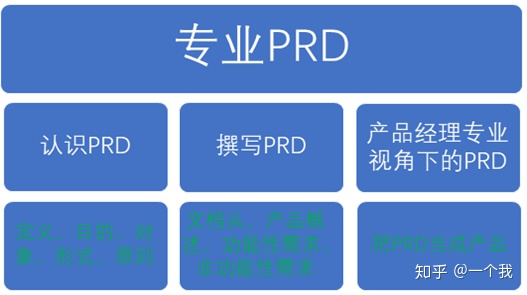 专业PRD
认识PRD
撰写PRD
产品经理专业
视角下的PRD
定义、目的、对
象、形式、原则
文档头、产品概
述、功能性需求、
非功能性需求
把PRD生成产品
知乎 @一个我